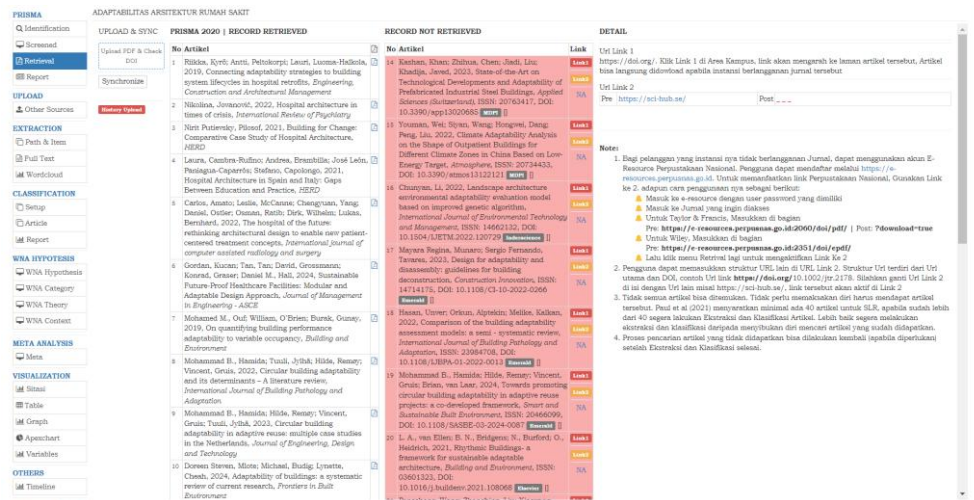 PRISMA
Q Identification
Screened
Retrieval
Report
UPLOAD
Other Sources
EXTRACTION
Path & Item
Full Text
Wordcloud
CLASSIFICATION
Setup
Article
Report
WNA HYPOTESIS
WNA Hypothesis
WNA Category
WNA Theory
WNA Context
META ANALYSIS
Meta
VISUALIZATION
Sitasi
Table
Graph
Apexchart
Variables
OTHERS
Timeline
ADAPTABILITAS ARSITEKTUR RUMAH SAKIT
UPLOAD & SYNC
Upload PDF & Check
DOI
Synchronize
History Upload
PRISMA 2020 | RECORD RETRIEVED
No Artikel
1 Riikka, Kyrö; Antti, Peltokorpi; Lauri, Luoma-Halkola,
2019, Connecting adaptability strategies to building
system lifecycles in hospital retrofits, Engineering,
Construction and Architectural Management
2 Nikolina, Jovanović, 2022, Hospital architecture in
times of crisis, International Review of Psychiatry
3 Nirit Putievsky, Pilosof, 2021, Building for Change:
Comparative Case Study of Hospital Architecture,
HERD
4 Laura, Cambra-Rufino; Andrea, Brambilla; José León,
Paniagua-Caparrós; Stefano, Capolongo, 2021,
Hospital Architecture in Spain and Italy: Gaps
Between Education and Practice, HERD
5 Carlos, Amato; Leslie, McCanne; Changyuan, Yang;
Daniel, Ostler; Osman, Ratib; Dirk, Wilhelm; Lukas,
Bernhard, 2022, The hospital of the future:
rethinking architectural design to enable new patient-
centered treatment concepts, International journal of
computer assisted radiology and surgery
6 Gordan, Kucan; Tan, Tan; David, Grossmann;
Konrad, Graser; Daniel M., Hall, 2024, Sustainable
Future-Proof Healthcare Facilities: Modular and
Adaptable Design Approach, Journal of Management
in Engineering - ASCE
7 Mohamed M., Ouf; William, O'Brien; Burak, Gunay,
2019, On quantifying building performance
adaptability to variable occupancy, Building and
Environment
8 Mohammad B., Hamida; Tuuli, Jylhä; Hilde, Remøy;
Vincent, Gruis, 2022, Circular building adaptability
and its determinants – A literature review,
International Journal of Building Pathology and
Adaptation
9 Mohammad B., Hamida; Hilde, Remøy; Vincent,
Gruis; Tuuli, Jylhä, 2023, Circular building
adaptability in adaptive reuse: multiple case studies
in the Netherlands, Journal of Engineering, Design
and Technology
10 Doreen Steven, Mlote; Michael, Budig; Lynette,
Cheah, 2024, Adaptability of buildings: a systematic
review of current research, Frontiers in Built
Environment
RECORD NOT RETRIEVED
No Artikel Link
14 Kashan, Khan; Zhihua, Chen; Jiadi, Liu;
Khadija, Javed, 2023, State-of-the-Art on
Technological Developments and Adaptability of
Prefabricated Industrial Steel Buildings, Applied
Sciences (Switzerland), ISSN: 20763417, DOI:
10.3390/app13020685 MDPI []
Link1
Link2
NA
15 Younan, Wei; Siyan, Wang; Hongwei, Dang;
Peng, Liu, 2022, Climate Adaptability Analysis
on the Shape of Outpatient Buildings for
Different Climate Zones in China Based on Low-
Energy Target, Atmosphere, ISSN: 20734433,
DOI: 10.3390/atmos13122121 MDPI []
Link1
Link2
NA
16 Chunyan, Li, 2022, Landscape architecture
environmental adaptability evaluation model
based on improved genetic algorithm,
International Journal of Environmental Technology
and Management, ISSN: 14662132, DOI:
10.1504/IJETM.2022.120729 Inderscience []
Link1
Link2
NA
17 Mayara Regina, Munaro; Sergio Fernando,
Tavares, 2023, Design for adaptability and
disassembly: guidelines for building
deconstruction, Construction Innovation, ISSN:
14714175, DOI: 10.1108/CI-10-2022-0266
Emerald []
Link1
Link2
NA
18 Hasan, Unver; Orkun, Alptekin; Melike, Kalkan,
2022, Comparison of the building adaptability
assessment models: a semi - systematic review,
International Journal of Building Pathology and
Adaptation, ISSN: 23984708, DOI:
10.1108/IJBPA-01-2022-0013 Emerald []
Link1
Link2
NA
19 Mohammad B., Hamida; Hilde, Remøy; Vincent,
Gruis; Brian, van Laar, 2024, Towards promoting
circular building adaptability in adaptive reuse
projects: a co-developed framework, Smart and
Sustainable Built Environment, ISSN: 20466099,
DOI: 10.1108/SASBE-03-2024-0087 Emerald []
Link1
Link2
NA
20 L. A., van Ellen; B. N., Bridgens; N., Burford; O.,
Heidrich, 2021, Rhythmic Buildings- a
framework for sustainable adaptable
architecture, Building and Environment, ISSN:
03601323, DOI:
10.1016/j.buildenv.2021.108068 Elsevier []
Link1
Link2
NA
DETAIL
Url Link 1
https://doi.org/. Klik Link 1 di Area Kampus, link akan mengarah ke laman artikel tersebut, Artikel
bisa langsung didowload apabila instansi berlangganan jurnal tersebut
Url Link 2
Pre https://sci-hub.se/ Post _ _ _
Note:
1. Bagi pelanggan yang instansi nya tidak berlangganan Jurnal, dapat menggunakan akun E-
Resource Perpustakaan Nasional. Pengguna dapat mendaftar melalui https://e-
resources.perpusnas.go.id. Untuk memanfaatkan link Perpustakaan Nasional, Gunakan Link
ke 2. adapun cara penggunaan nya sebagai berikut:
Masuk ke e-resource dengan user password yang dimiliki
Masuk ke Jurnal yang ingin diakses
Untuk Taylor & Francis, Masukkan di bagian
Pre: https://e-resources.perpusnas.go.id:2060/doi/pdf/ | Post: ?download=true
Untuk Wiley, Masukkan di bagian
Pre: https://e-resources.perpusnas.go.id:2351/doi/epdf/
Lalu klik menu Retrival lagi untuk mengaktifkan Link Ke 2
2. Pengguna dapat memasukkan struktur URL lain di URL Link 2. Struktur Url terdiri dari Url
utama dan DOI, contoh Url link https://doi.org/10.1002/jtr.2178. Silahkan ganti Url Link 2
di isi dengan Url lain misal https://sci-hub.se/, link tersebut akan aktif di Link 2
3. Tidak semua artikel bisa ditemukan. Tidak perlu memaksakan diri harus mendapat artikel
tersebut. Paul et al (2021) menyaratkan minimal ada 40 artikel untuk SLR, apabila sudah lebih
dari 40 segera lakukan Ekstraksi dan Klasifikasi Artikel. Lebih baik segera melakukan
ekstraksi dan klasifikasi daripada menyibukan diri mencari artikel yang sudah didapatkan.
4. Proses pencarian artikel yang tidak didapatkan bisa dilakukan kembali japabila diperlukan)
setelah Ekstraksi dan Klasifikasi selesai.